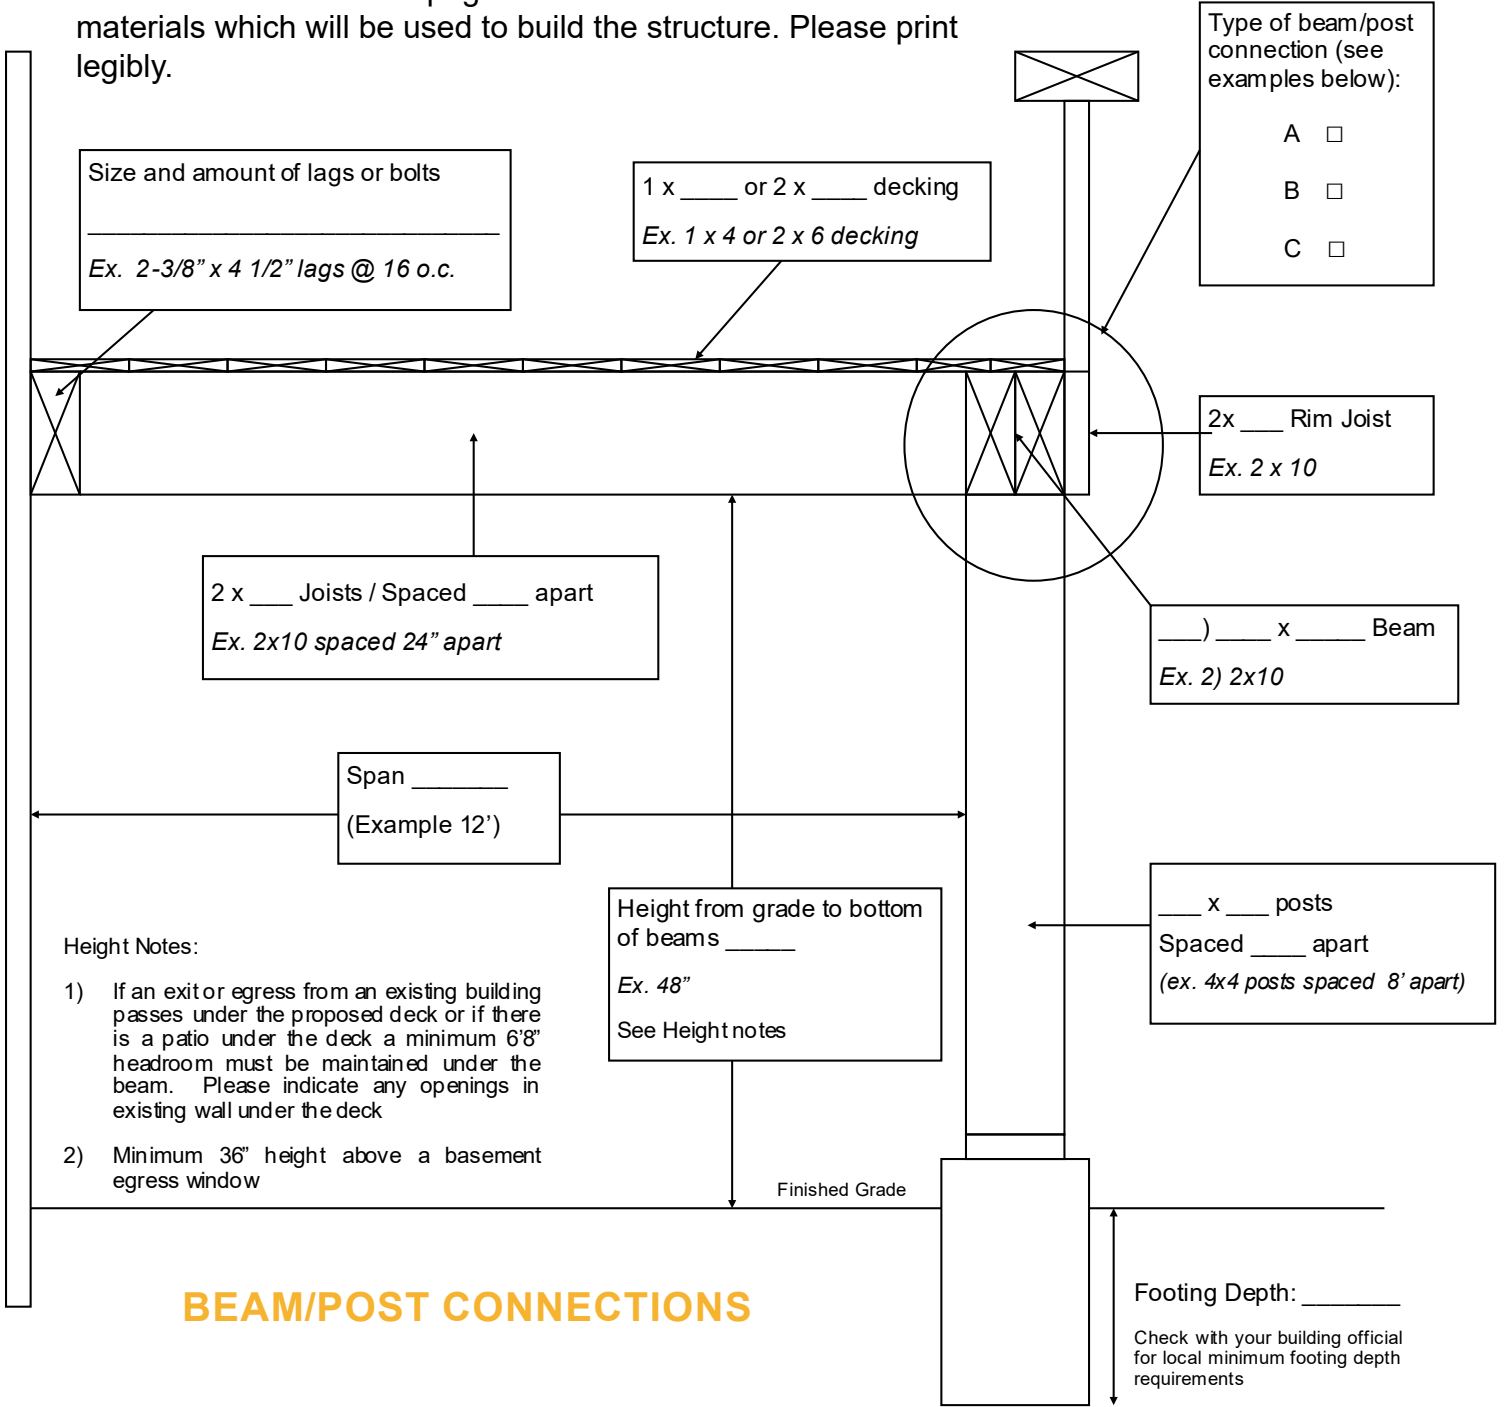 materials which will be used to build the structure. Please print
legibly.
Type of beam/post
connection (see
examples below):
A □
B □
C □
Size and amount of lags or bolts
______________________________
Ex. 2-3/8” x 4 1/2” lags @ 16 o.c.
1 x ____ or 2 x ____ decking
Ex. 1 x 4 or 2 x 6 decking
2x ___ Rim Joist
Ex. 2 x 10
2 x ___ Joists / Spaced ____ apart
Ex. 2x10 spaced 24” apart
___) ____ x _____ Beam
Ex. 2) 2x10
Span _______
(Example 12’)
Height from grade to bottom
of beams _____
Ex. 48”
See Height notes
___ x ___ posts
Spaced ____ apart
(ex. 4x4 posts spaced 8’ apart)
Height Notes:
1) If an exit or egress from an existing building
passes under the proposed deck or if there
is a patio under the deck a minimum 6’8”
headroom must be maintained under the
beam. Please indicate any openings in
existing wall under the deck
2) Minimum 36” height above a basement
egress window
Finished Grade
BEAM/POST CONNECTIONS
Footing Depth: _______
Check with your building official
for local minimum footing depth
requirements